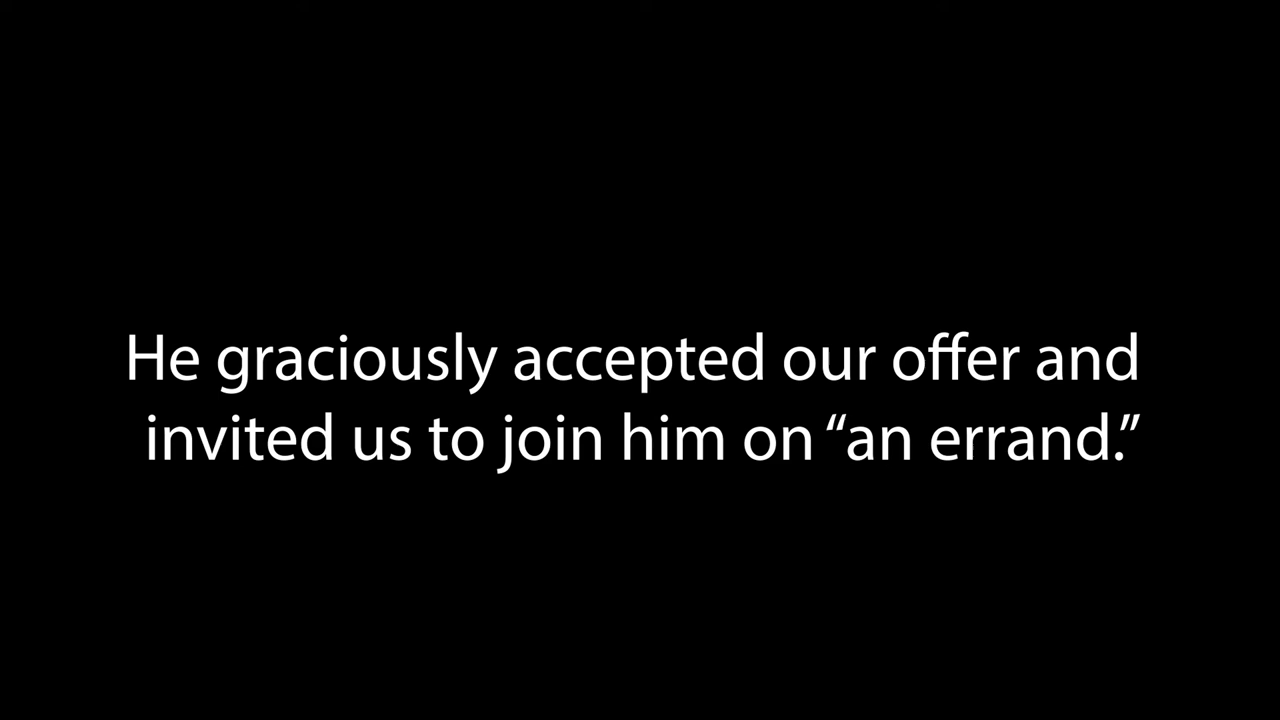 He graciously accepted our offer and
invited us to join him on “an errand.”